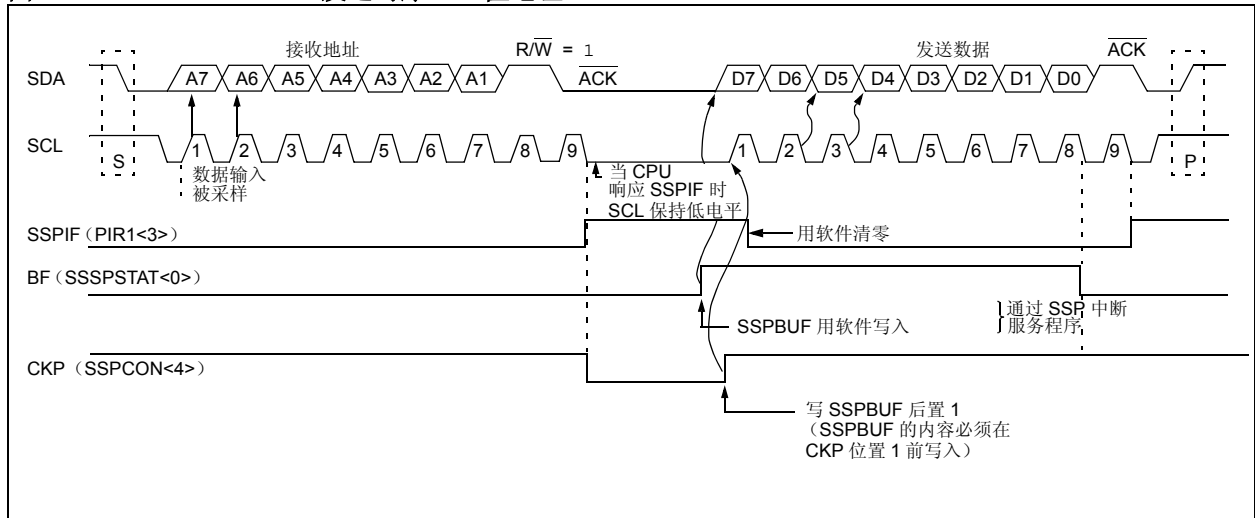 接收地址 R/W = 1 发送数据 ACK
SDA A7 A6 A5 A4 A3 A2 A1 ACK D7 D6 D5 D4 D3 D2 D1 D0
SCL S 1 2 3 4 5 6 7 8 9 1 2 3 4 5 6 7 8 9 P
数据输入
被采样
当 CPU
响应 SSPIF 时
SCL 保持低电平
SSPIF（PIR1<3>）
用软件清零
BF（SSSPSTAT<0>）
SSPBUF 用软件写入
通过 SSP 中断
服务程序
CKP（SSPCON<4>）
写 SSPBUF 后置 1
（SSPBUF 的内容必须在
CKP 位置 1 前写入）